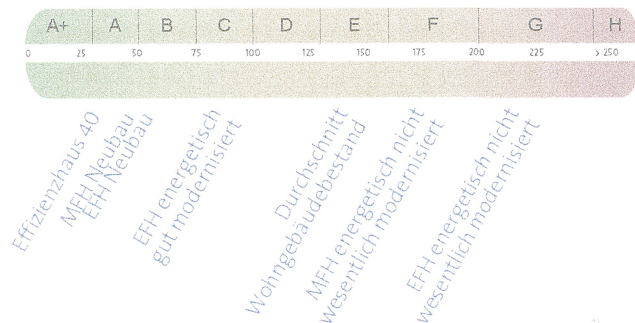 A+ A B C D E F G H
0 25 50 75 100 125 150 175 200 225 > 250
Effizienzhaus 40
MFH Neubau
EFH Neubau
EFH energetisch
gut modernisiert
Durchschnitt
Wohngebäudebestand
MFH energetisch nicht
wesentlich modernisiert
EFH energetisch nicht
wesentlich modernisiert